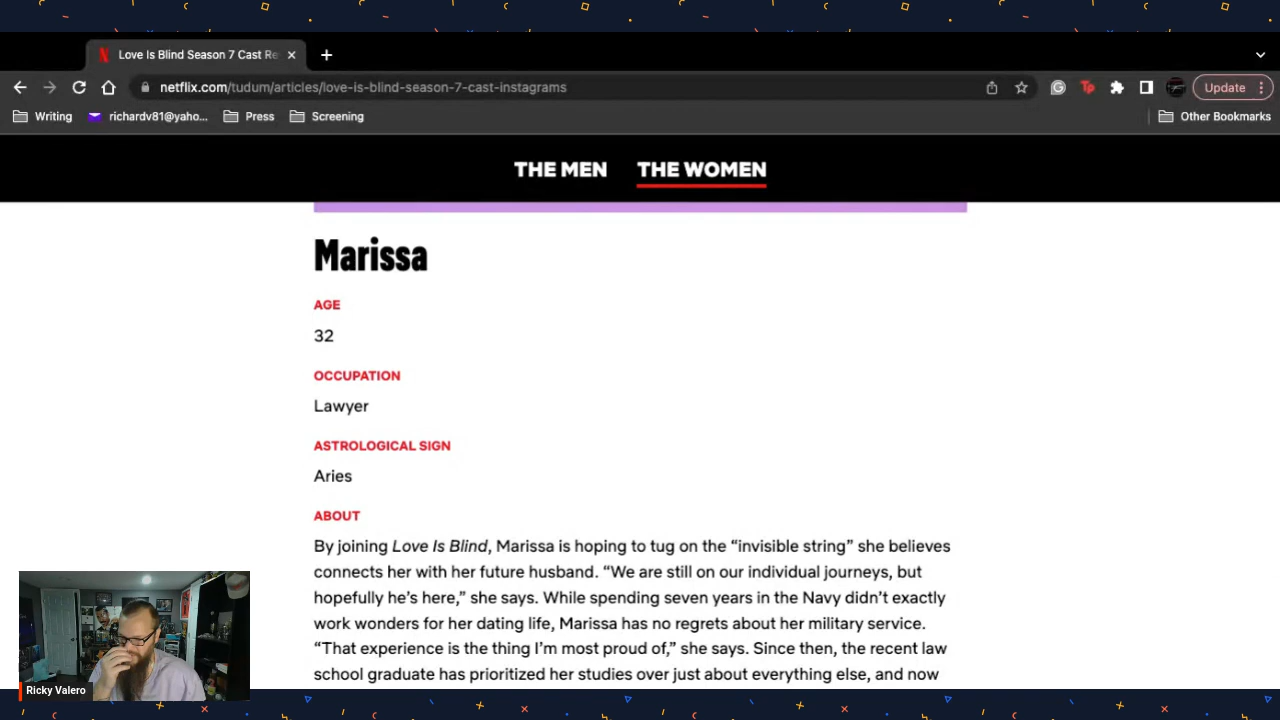 Love Is Blind Season 7 Cast Re
netflix.com/tudum/articles/love-is-blind-season-7-cast-instagrams
Update
Writing
richardv81@yaho...
Press
Screening
Other Bookmarks
THE MEN
THE WOMEN
Marissa
AGE
32
OCCUPATION
Lawyer
ASTROLOGICAL SIGN
Aries
ABOUT
By joining Love Is Blind, Marissa is hoping to tug on the “invisible string” she believes
connects her with her future husband. “We are still on our individual journeys, but
hopefully he’s here,” she says. While spending seven years in the Navy didn’t exactly
work wonders for her dating life, Marissa has no regrets about her military service.
“That experience is the thing I’m most proud of,” she says. Since then, the recent law
school graduate has prioritized her studies over just about everything else, and now
Ricky Valero